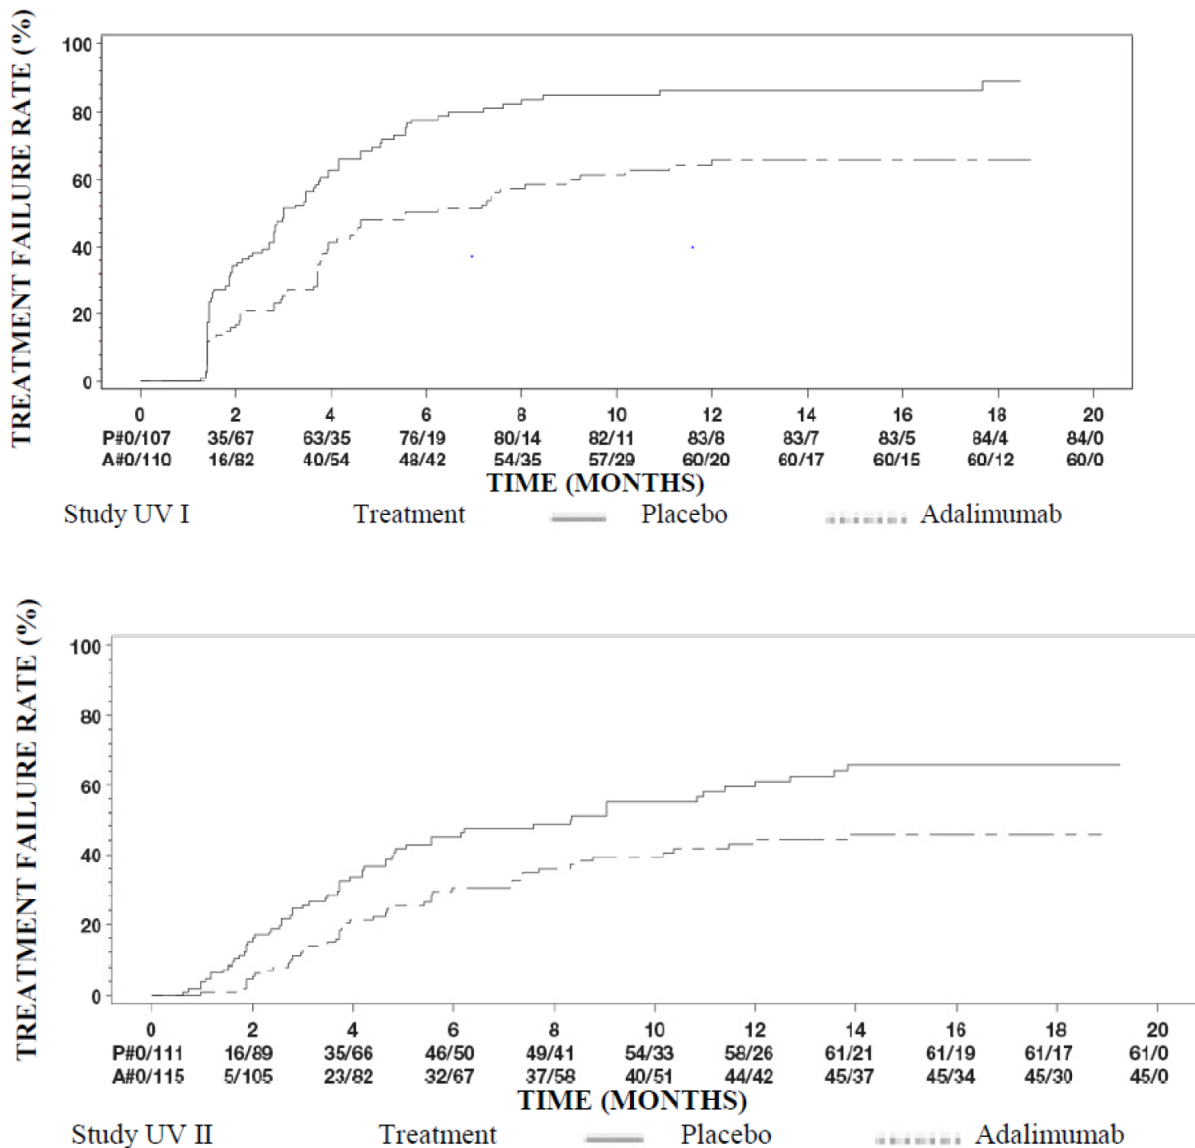 TREATMENT FAILURE RATE (%)
100
80
60
40
20
0
0 2 4 6 8 10 12 14 16 18 20
P#0/107 35/67 63/35 76/19 80/14 82/11 83/8 83/7 83/5 84/4 84/0
A#0/110 16/82 40/54 48/42 54/35 57/29 60/20 60/17 60/15 60/12 60/0
TIME (MONTHS)
Study UV I Treatment Placebo Adalimumab
TREATMENT FAILURE RATE (%)
100
80
60
40
20
0
0 2 4 6 8 10 12 14 16 18 20
P#0/111 16/89 35/66 46/50 49/41 54/33 58/26 61/21 61/19 61/17 61/0
A#0/115 5/105 23/82 32/67 37/58 40/51 44/42 45/37 45/34 45/30 45/0
TIME (MONTHS)
Study UV II Treatment Placebo Adalimumab